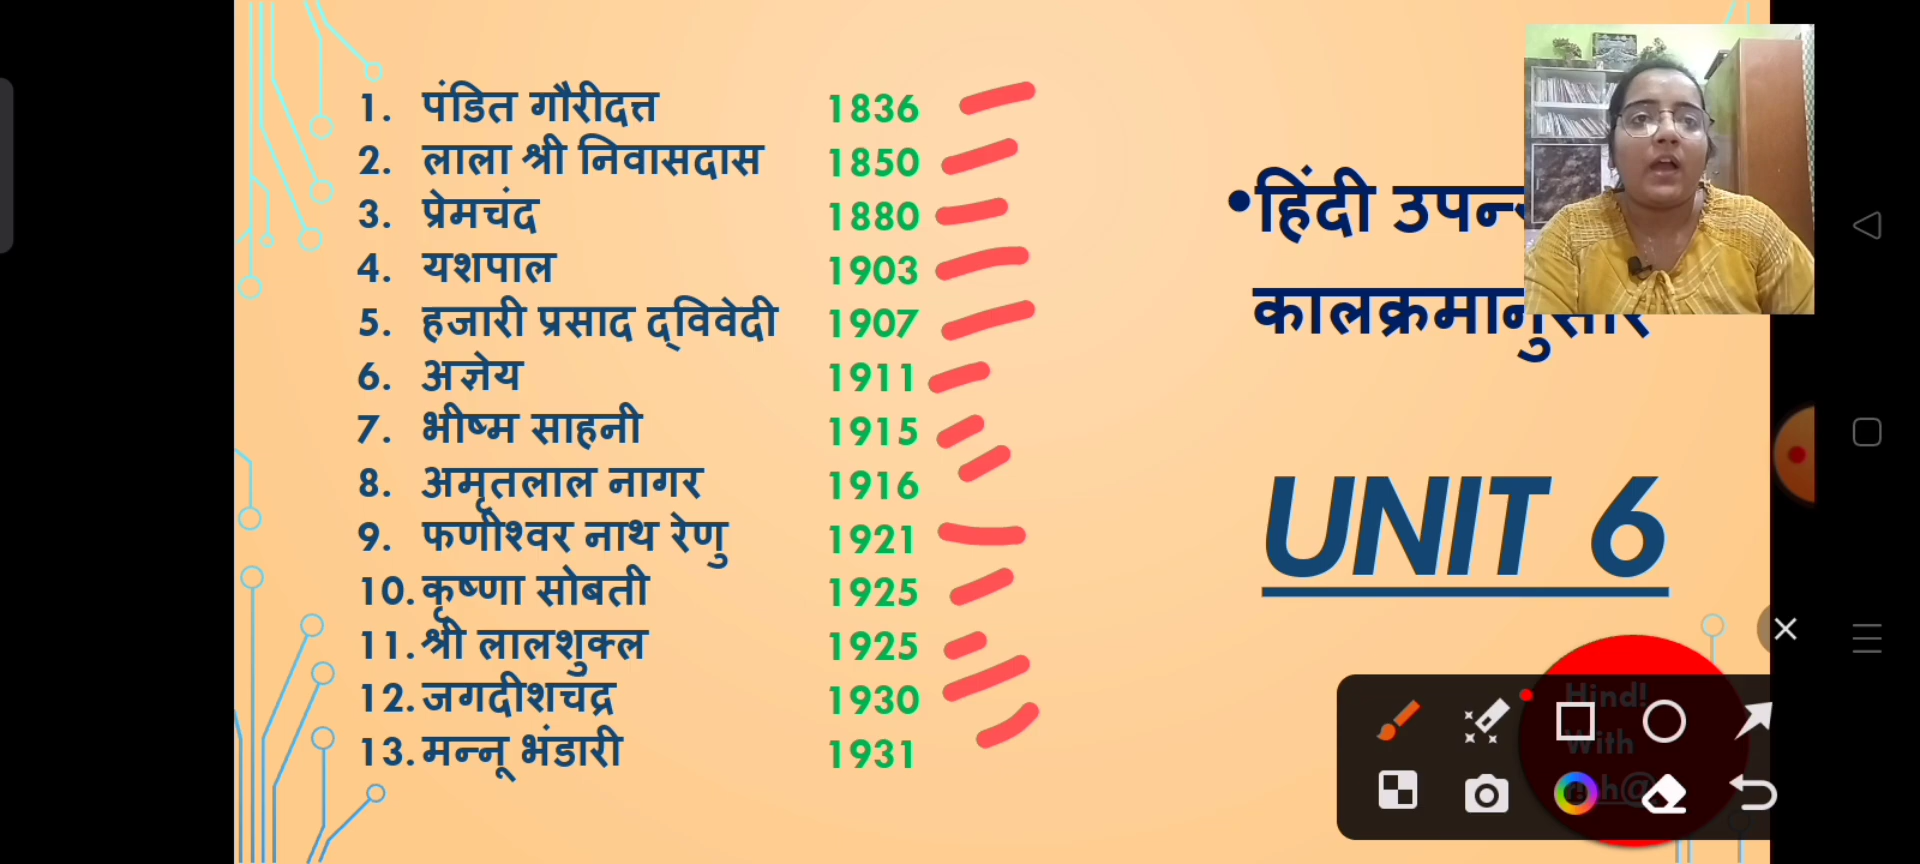 1. पंडित गौरीदत्त 1836
2. लाला श्री निवासदास 1850
3. प्रेमचंद 1880
4. यशपाल 1903
5. हजारी प्रसाद द्विवेदी 1907
6. अज्ञेय 1911
7. भीष्म साहनी 1915
8. अमृतलाल नागर 1916
9. फणीश्वर नाथ रेणु 1921
10. कृष्णा सोबती 1925
11. श्री लालशुक्ल 1925
12. जगदीशचंद्र 1930
13. मन्नू भंडारी 1931
•हिंदी
कालक्रमानुसार
UNIT 6
Hind!
With